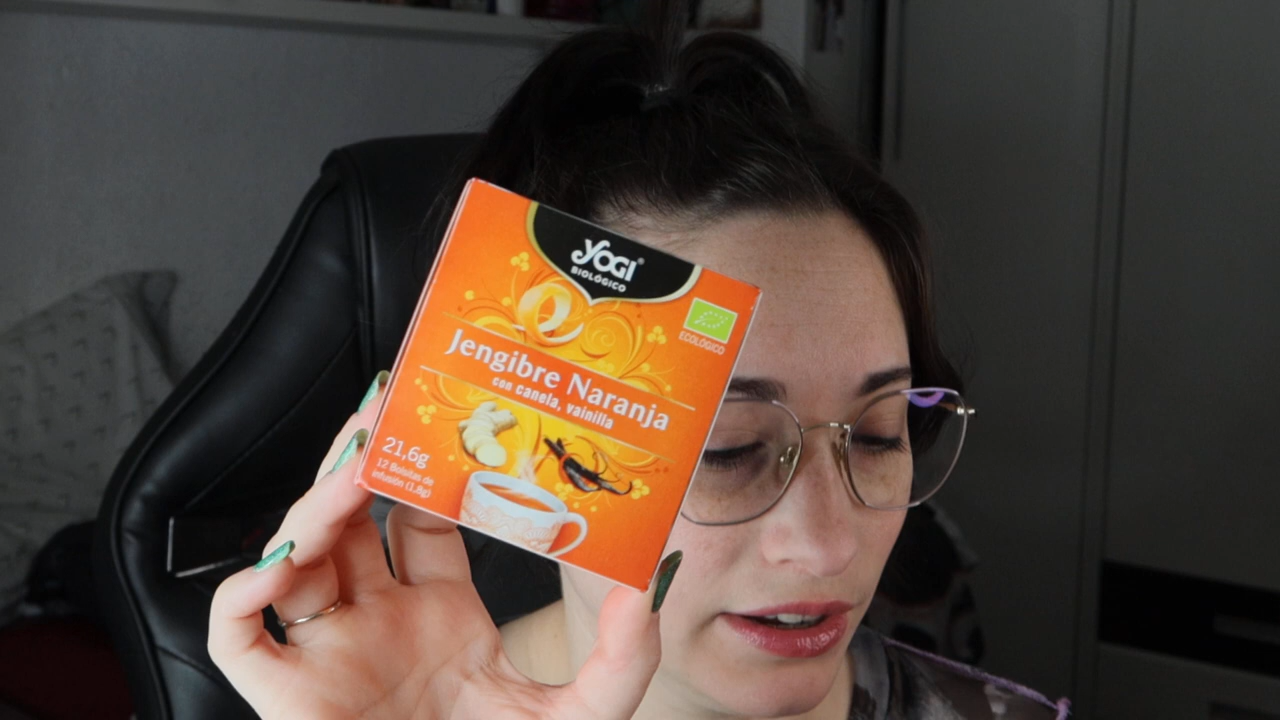 YOGI®
BIOLÓGICO
ECOLÓGICO
Jengibre Naranja
con canela, vainilla
21,6g
12 Bolsitas de
infusión (1,8g)